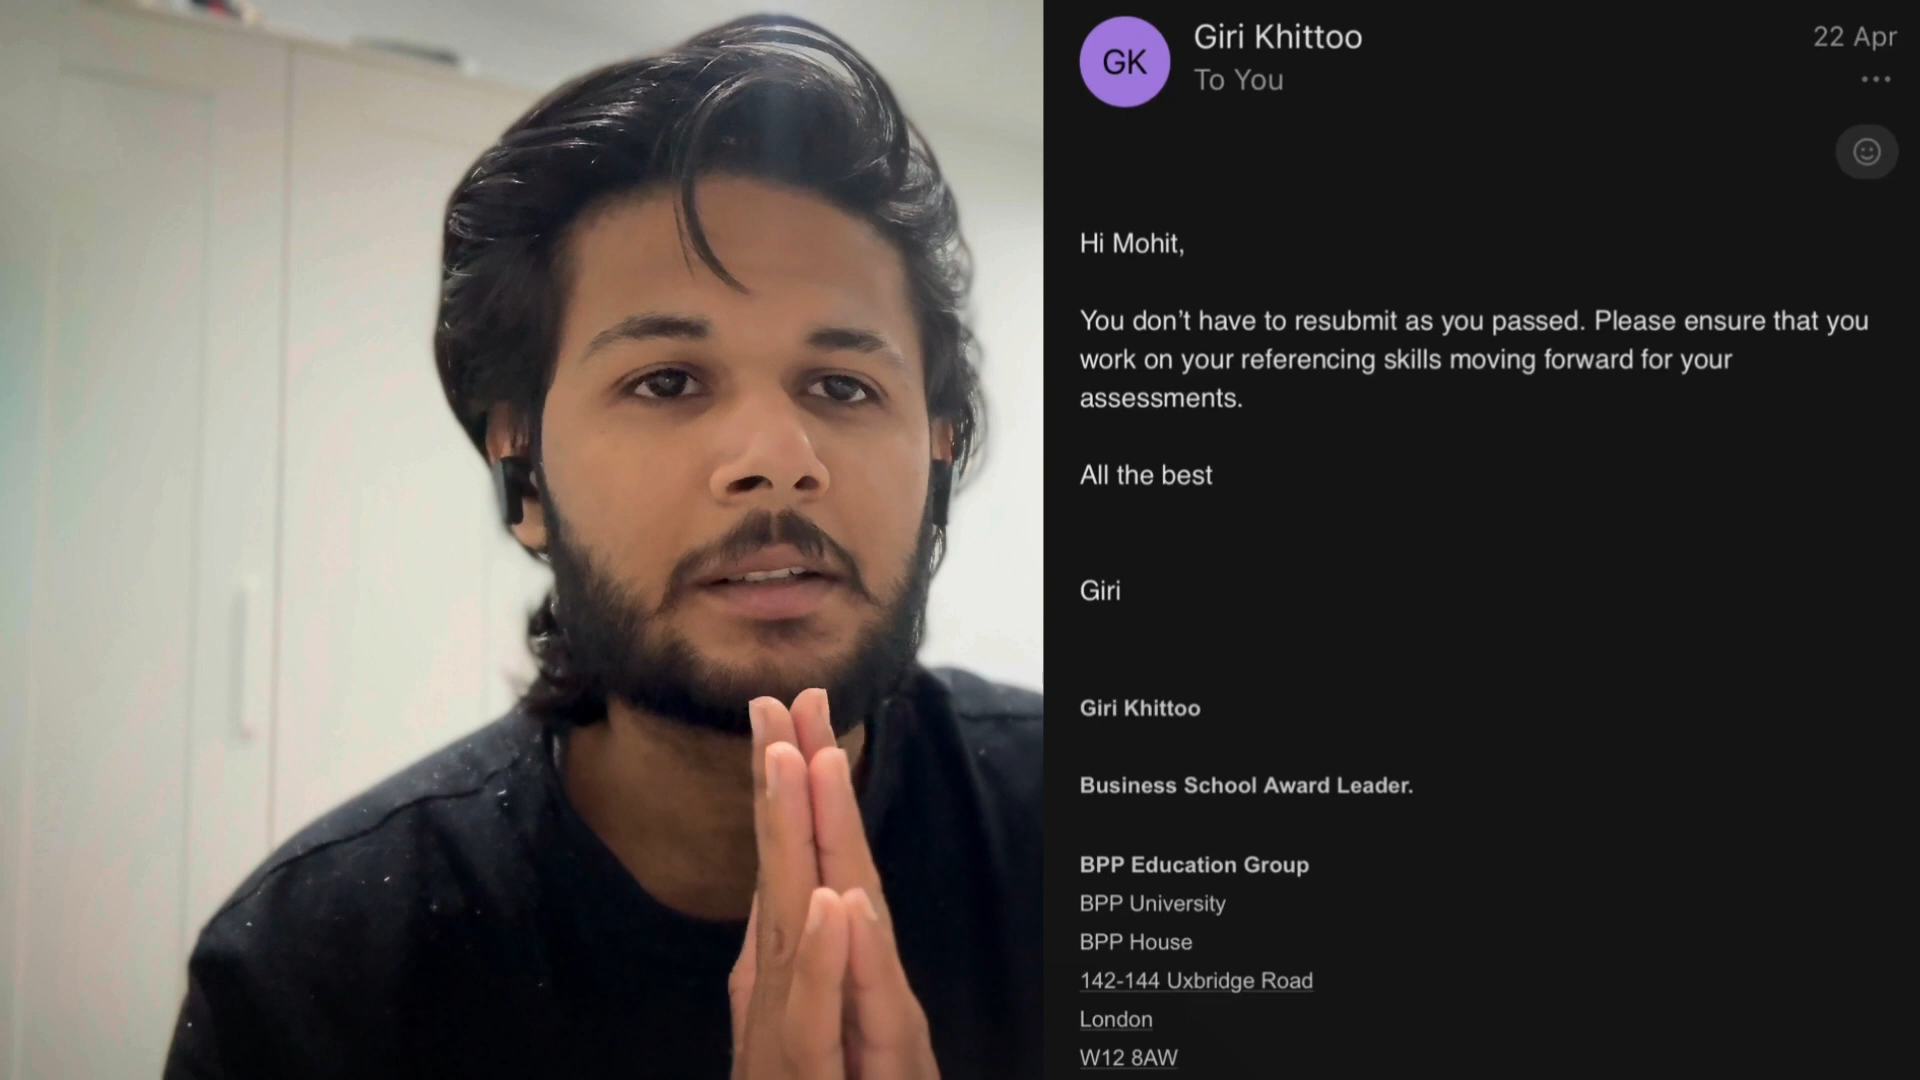 GK
Giri Khittoo
22 Apr
To You
Hi Mohit,
You don’t have to resubmit as you passed. Please ensure that you
work on your referencing skills moving forward for your
assessments.
All the best
Giri
Giri Khittoo
Business School Award Leader.
BPP Education Group
BPP University
BPP House
142-144 Uxbridge Road
London
W12 8AW